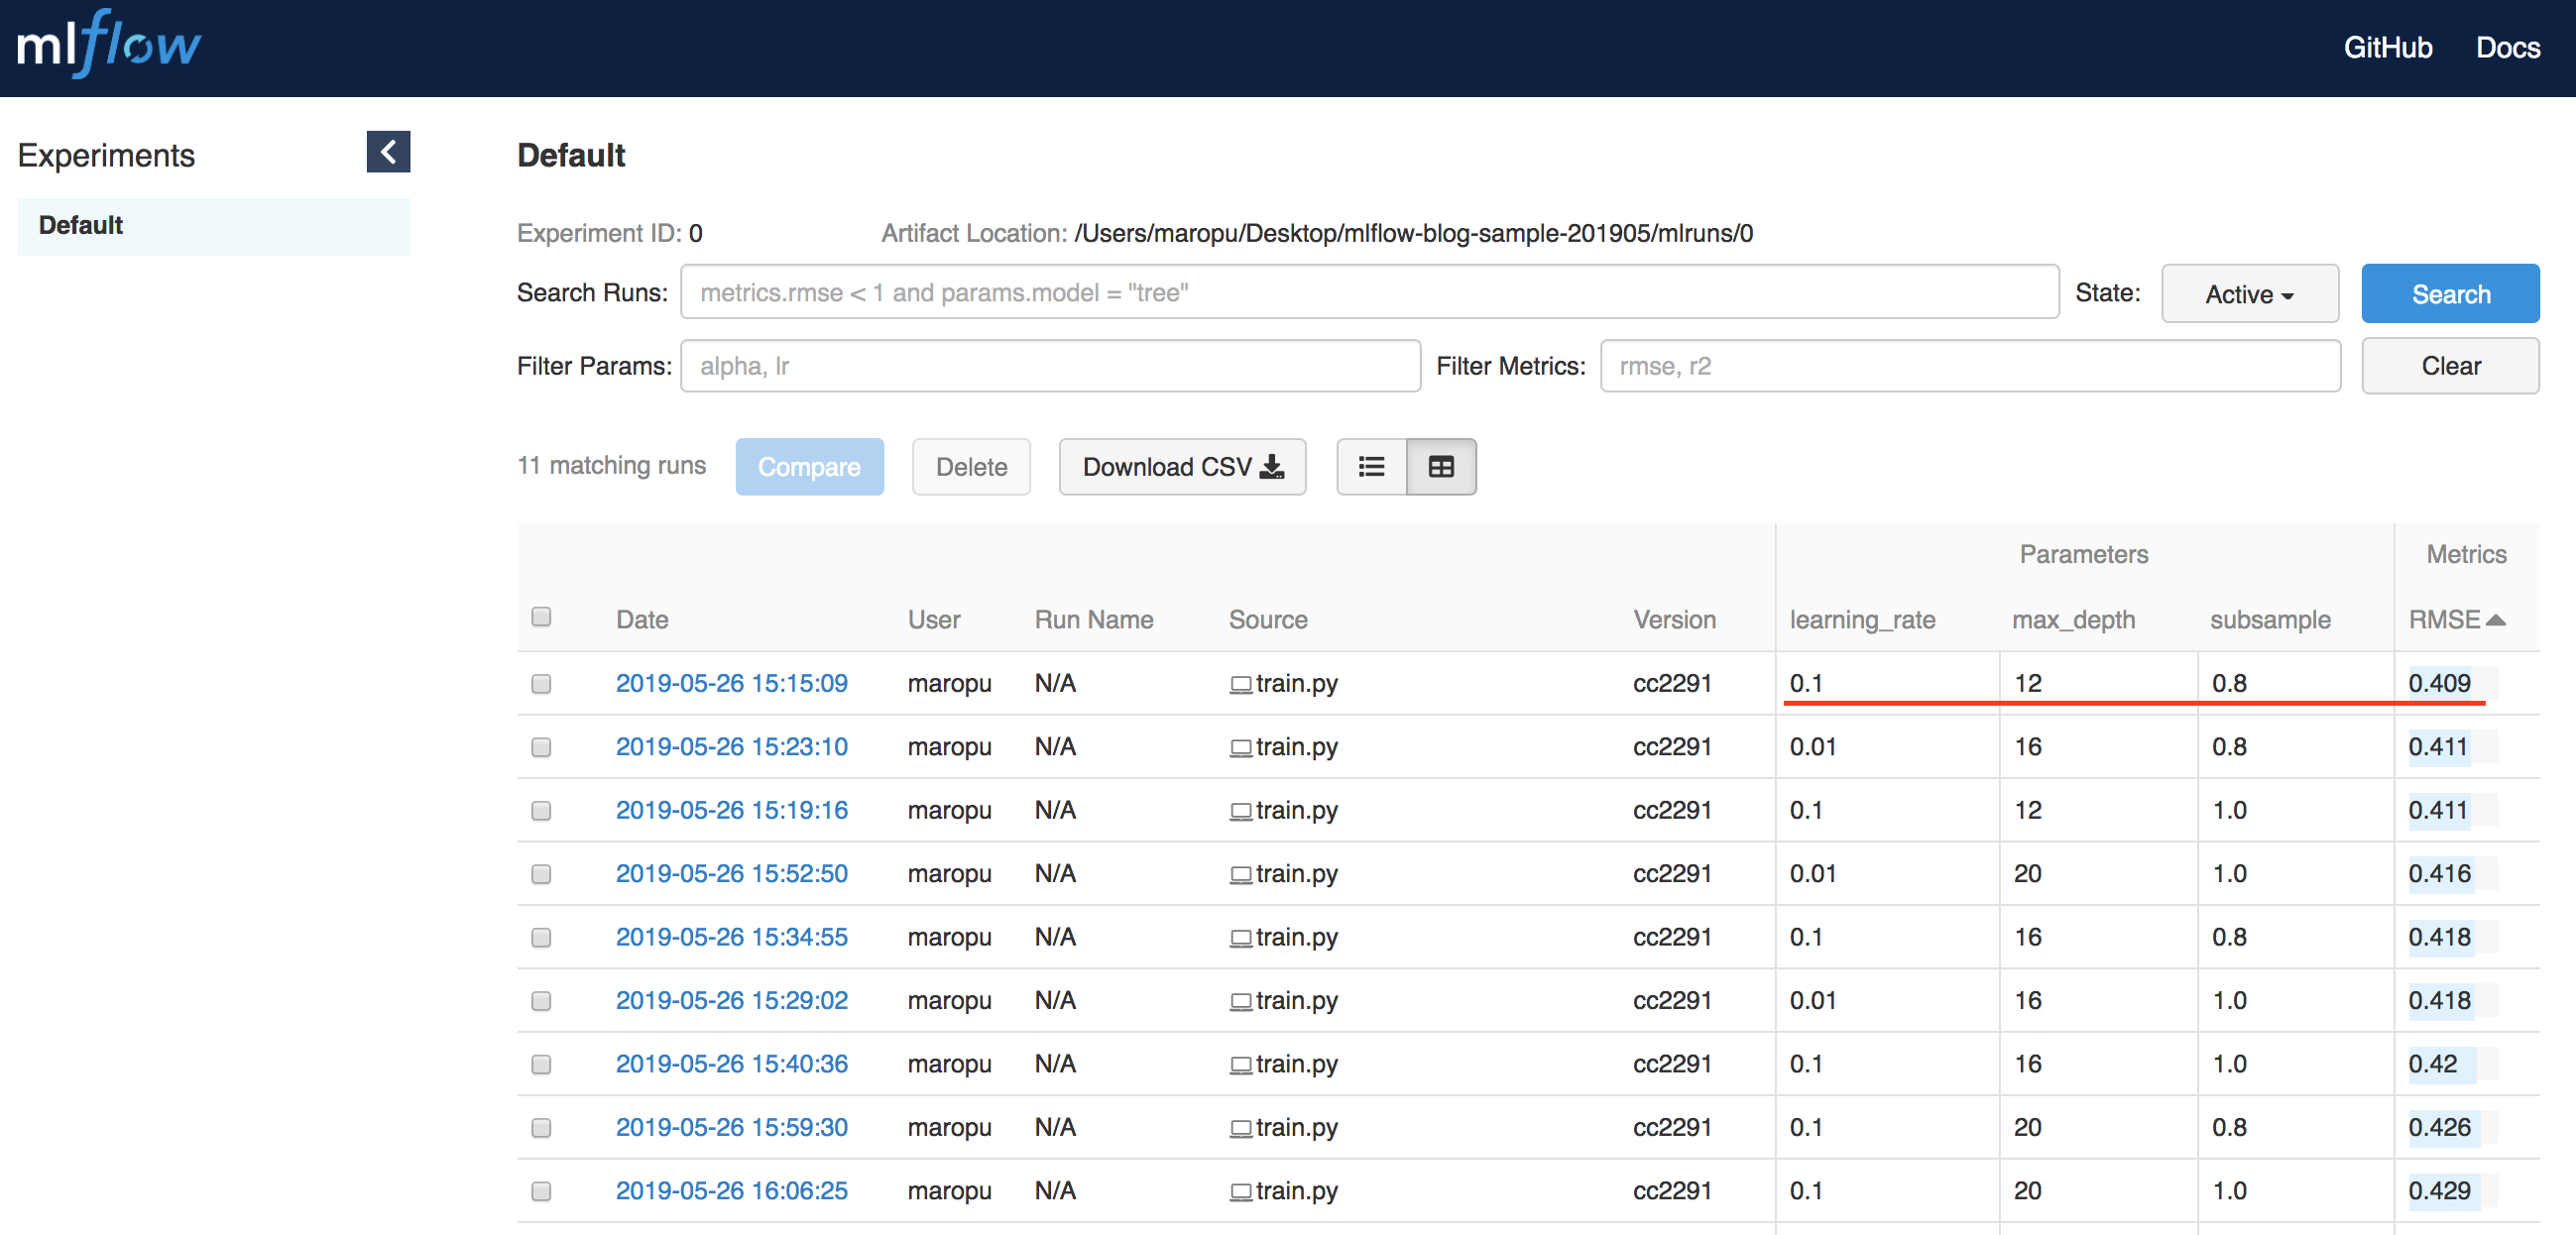 mlflow GitHub Docs
Experiments Default
Default
Experiment ID: 0 Artifact Location: /Users/maropu/Desktop/mlflow-blog-sample-201905/mlruns/0
Search Runs: metrics.rmse < 1 and params.model = "tree" State: Active Search
Filter Params: alpha, lr Filter Metrics: rmse, r2 Clear
11 matching runs Compare Delete Download CSV
Parameters Metrics
Date User Run Name Source Version learning_rate max_depth subsample RMSE
2019-05-26 15:15:09 maropu N/A train.py cc2291 0.1 12 0.8 0.409
2019-05-26 15:23:10 maropu N/A train.py cc2291 0.01 16 0.8 0.411
2019-05-26 15:19:16 maropu N/A train.py cc2291 0.1 12 1.0 0.411
2019-05-26 15:52:50 maropu N/A train.py cc2291 0.01 20 1.0 0.416
2019-05-26 15:34:55 maropu N/A train.py cc2291 0.1 16 0.8 0.418
2019-05-26 15:29:02 maropu N/A train.py cc2291 0.01 16 1.0 0.418
2019-05-26 15:40:36 maropu N/A train.py cc2291 0.1 16 1.0 0.42
2019-05-26 15:59:30 maropu N/A train.py cc2291 0.1 20 0.8 0.426
2019-05-26 16:06:25 maropu N/A train.py cc2291 0.1 20 1.0 0.429